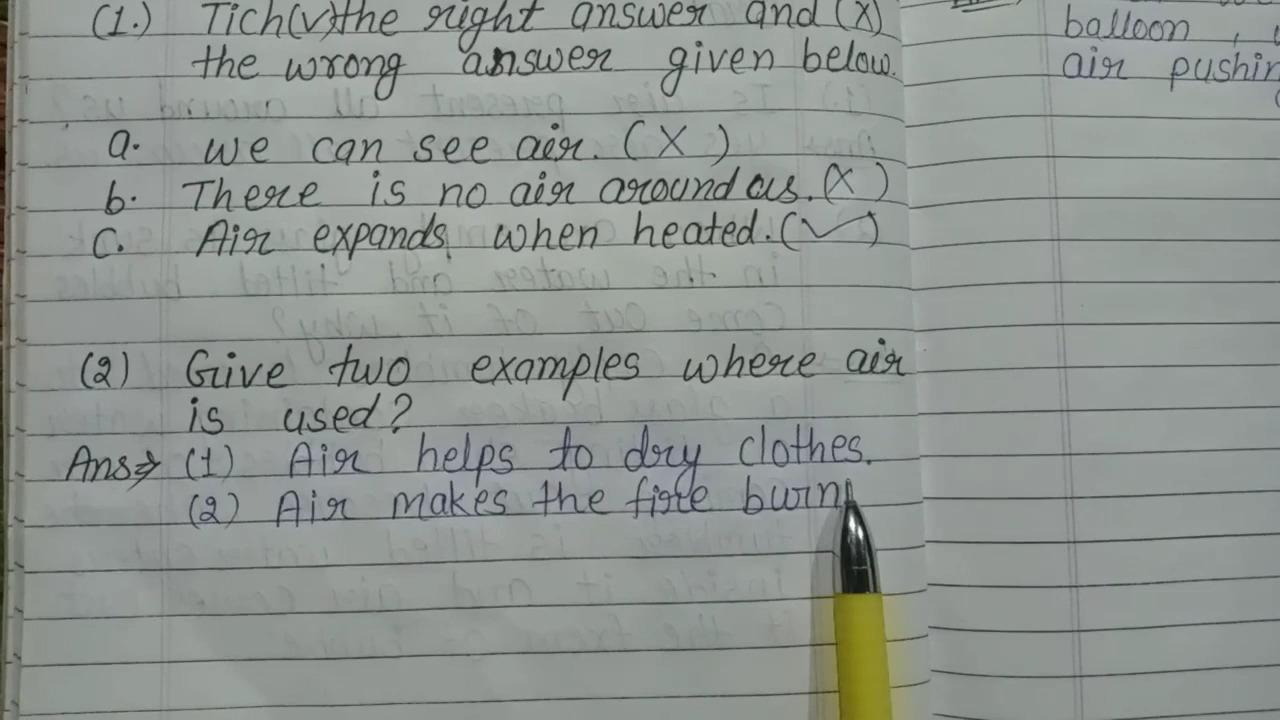 (1.) Tich(v)the right answer and (x)
the wrong answer given below.
a. we can see air. (X)
b. There is no air around us. (X)
c. Air expands when heated. (✓)
(2) Give two examples where air
is used?
Ans⇒ (1) Air helps to dry clothes.
(2) Air makes the fire burn
balloon,
air pushin